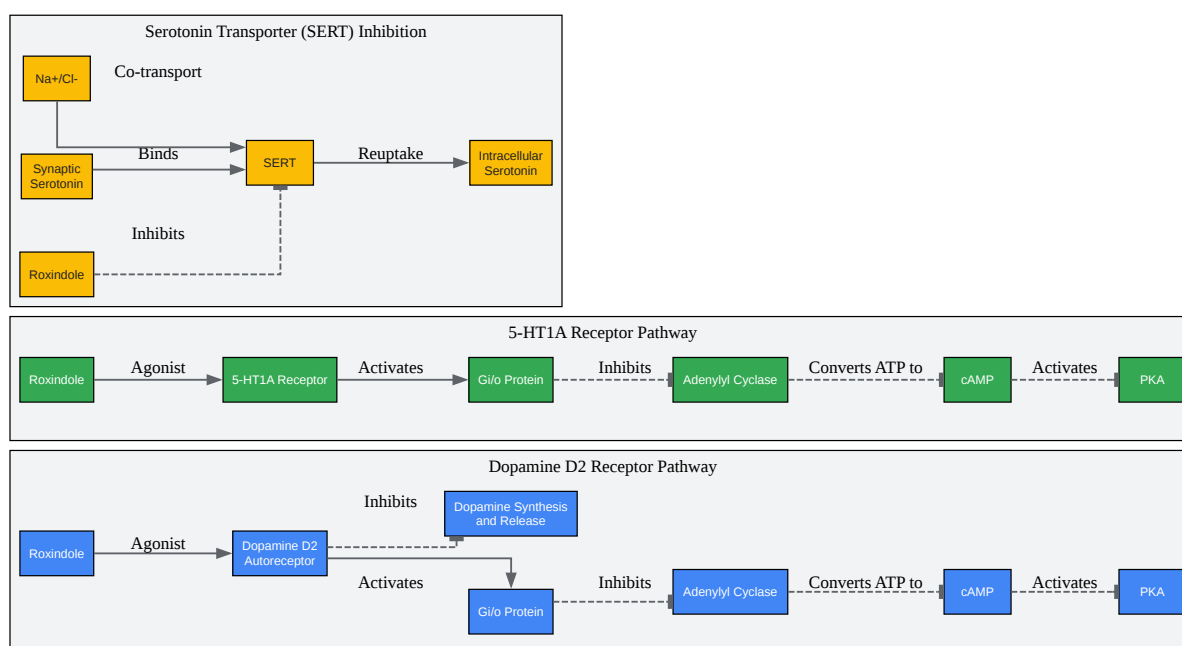 Serotonin Transporter (SERT) Inhibition
Na+/Cl-
Co-transport
Binds
Synaptic
Serotonin
SERT
Reuptake
Intracellular
Serotonin
Inhibits
Roxindole
5-HT1A Receptor Pathway
Roxindole
Agonist
5-HT1A Receptor
Activates
Gi/o Protein
Inhibits
Adenylyl Cyclase
Converts ATP to
cAMP
Activates
PKA
Dopamine D2 Receptor Pathway
Inhibits
Dopamine Synthesis
and Release
Roxindole
Agonist
Dopamine D2
Autoreceptor
Activates
Gi/o Protein
Inhibits
Adenylyl Cyclase
Converts ATP to
cAMP
Activates
PKA